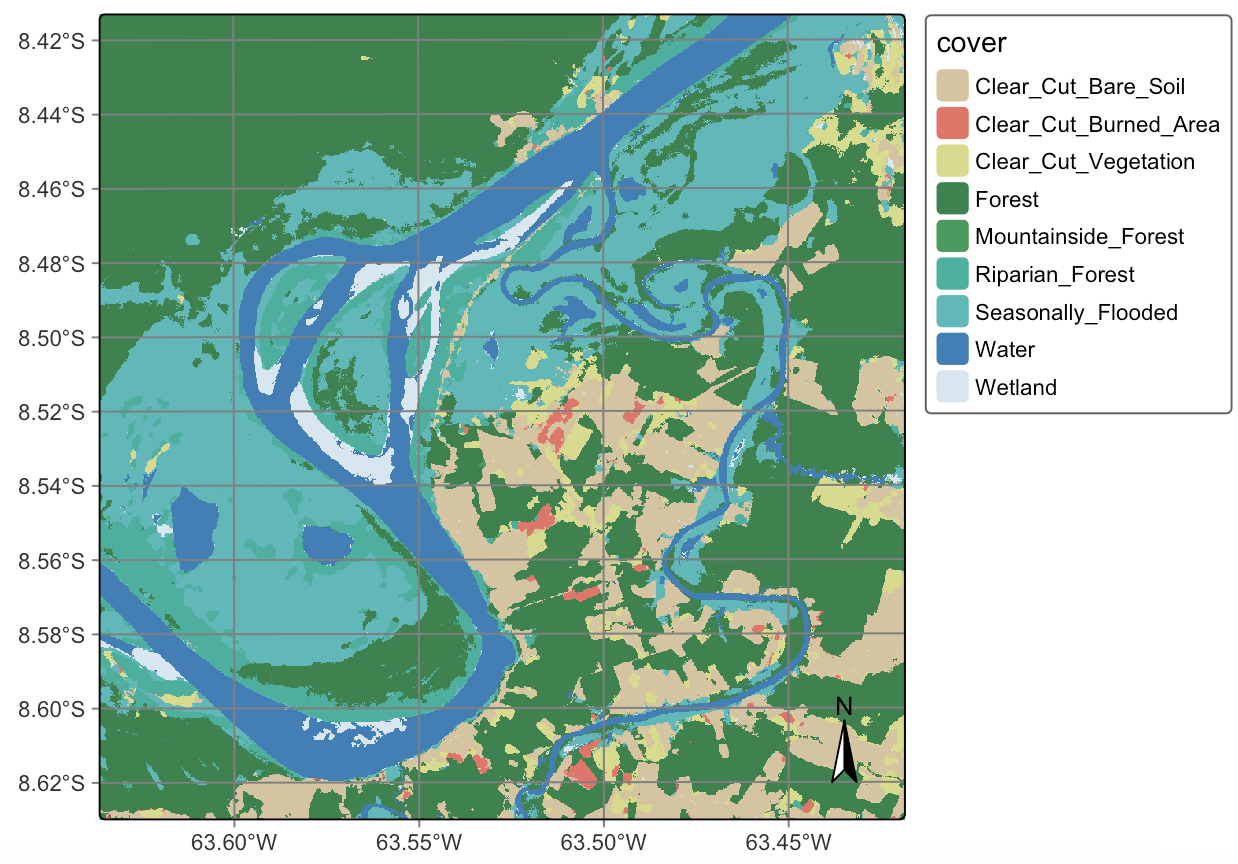 8.42°S
8.44°S
8.46°S
8.48°S
8.50°S
8.52°S
8.54°S
8.56°S
8.58°S
8.60°S
8.62°S
63.60°W
63.55°W
63.50°W
63.45°W
N
cover
Clear_Cut_Bare_Soil
Clear_Cut_Burned_Area
Clear_Cut_Vegetation
Forest
Mountainside_Forest
Riparian_Forest
Seasonally_Flooded
Water
Wetland